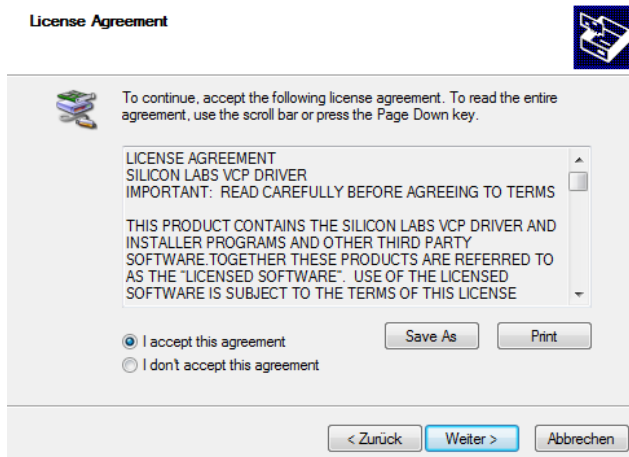 License Agreement
To continue, accept the following license agreement. To read the entire
agreement, use the scroll bar or press the Page Down key.
LICENSE AGREEMENT
SILICON LABS VCP DRIVER
IMPORTANT:  READ CAREFULLY BEFORE AGREEING TO TERMS
THIS PRODUCT CONTAINS THE SILICON LABS VCP DRIVER AND
INSTALLER PROGRAMS AND OTHER THIRD PARTY
SOFTWARE.TOGETHER THESE PRODUCTS ARE REFERRED TO
AS THE "LICENSED SOFTWARE".  USE OF THE LICENSED
SOFTWARE IS SUBJECT TO THE TERMS OF THIS LICENSE
I accept this agreement
Save As
Print
I don't accept this agreement
< Zurück
Weiter >
Abbrechen